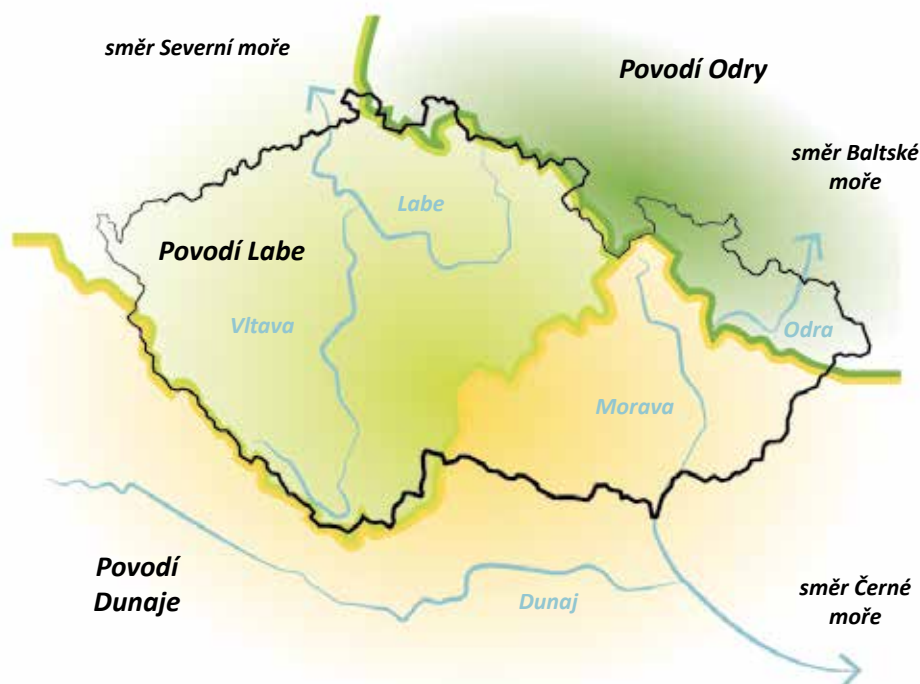 směr Severní moře
Povodí Odry
směr Baltské
moře
Labe
Povodí Labe
Vltava
Odra
Morava
Povodí
Dunaje
Dunaj
směr Černé
moře